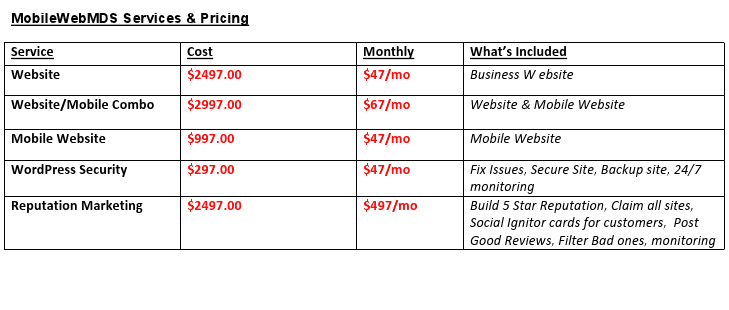 MobileWebMDS Services & Pricing
Service Cost Monthly What's Included
Website $2497.00 $47/mo Business W ebsite
Website/Mobile Combo $2997.00 $67/mo Website & Mobile Website
Mobile Website $997.00 $47/mo Mobile Website
WordPress Security $297.00 $47/mo Fix Issues, Secure Site, Backup site, 24/7
monitoring
Reputation Marketing $2497.00 $497/mo Build 5 Star Reputation, Claim all sites,
Social Ignitor cards for customers, Post
Good Reviews, Filter Bad ones, monitoring